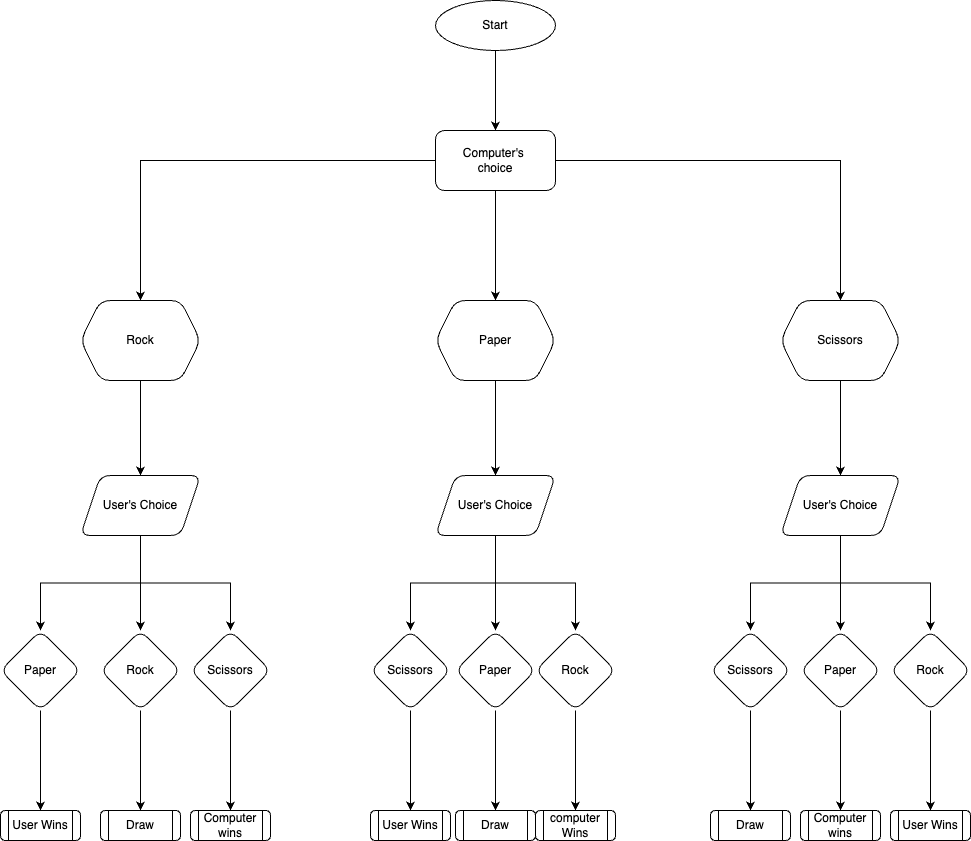 Start
Computer's
choice
Rock
Paper
Scissors
User's Choice
User's Choice
User's Choice
Paper
Rock
Scissors
Scissors
Paper
Rock
Scissors
Paper
Rock
User Wins
Draw
Computer
wins
User Wins
Draw
computer
Wins
Draw
Computer
wins
User Wins